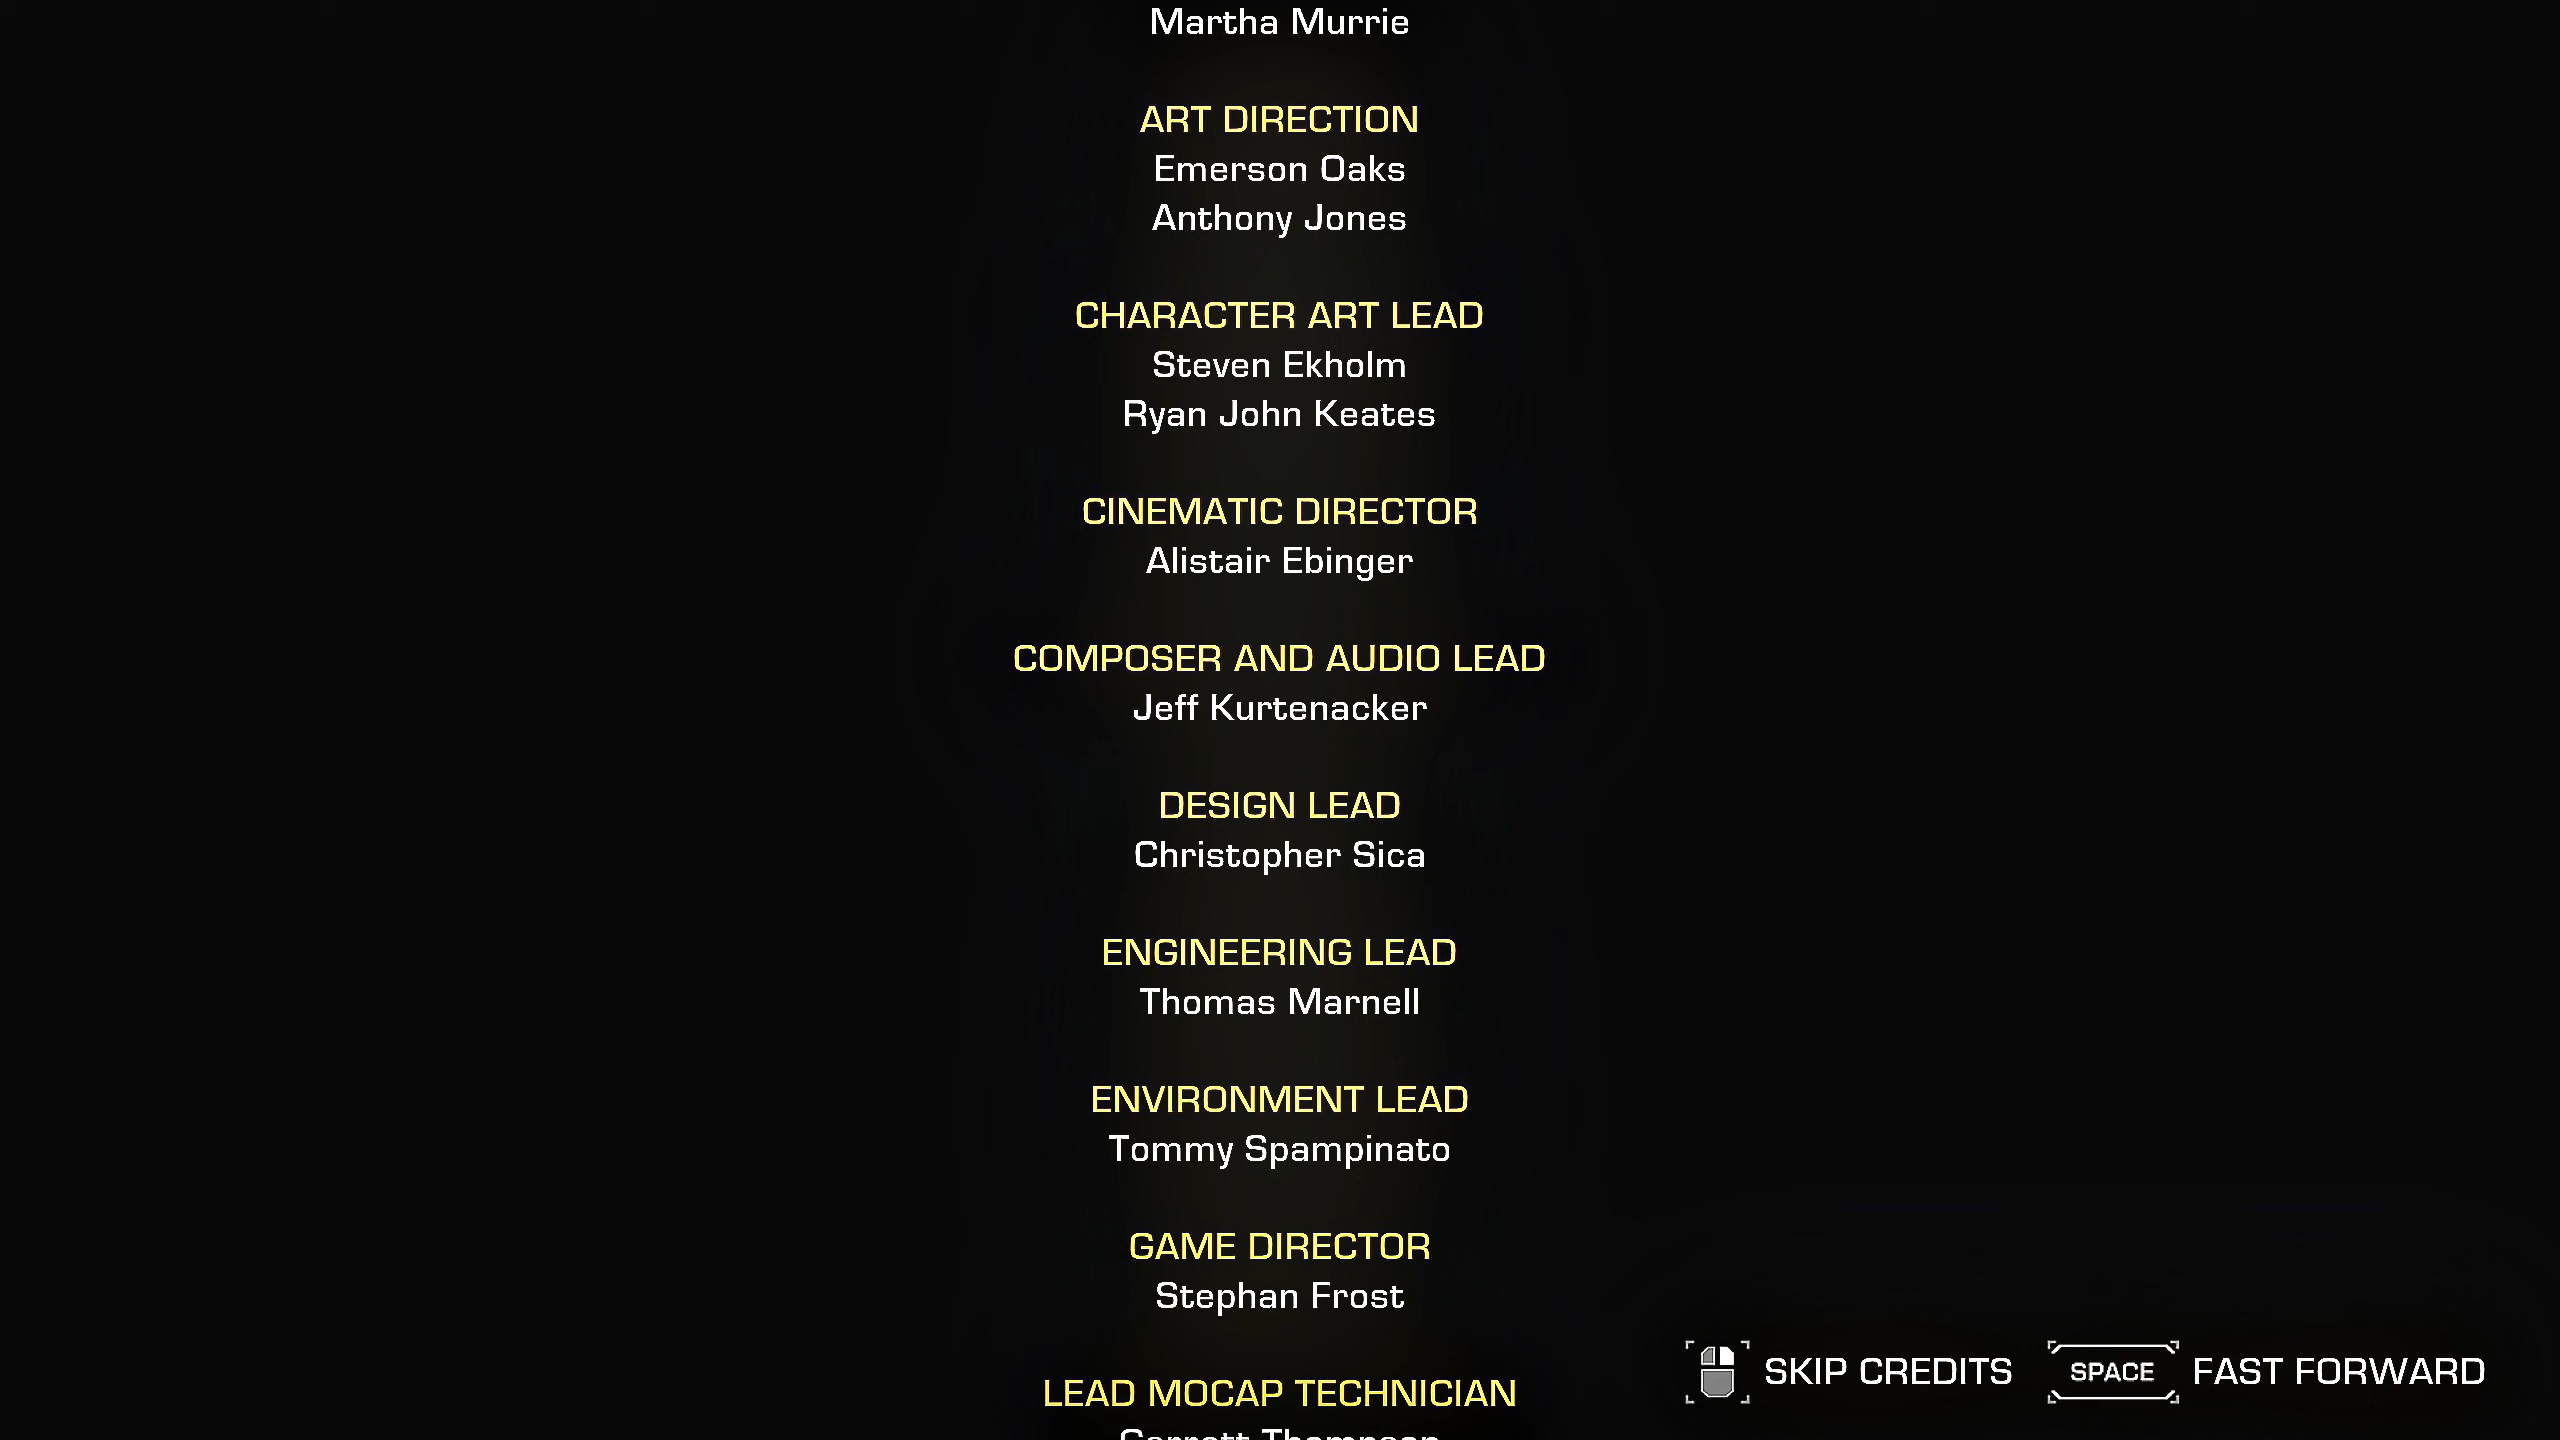 Martha Murrie
ART DIRECTION
Emerson Oaks
Anthony Jones
CHARACTER ART LEAD
Steven Ekholm
Ryan John Keates
CINEMATIC DIRECTOR
Alistair Ebinger
COMPOSER AND AUDIO LEAD
Jeff Kurtenacker
DESIGN LEAD
Christopher Sica
ENGINEERING LEAD
Thomas Marnell
ENVIRONMENT LEAD
Tommy Spampinato
GAME DIRECTOR
Stephan Frost
LEAD MOCAP TECHNICIAN
SKIP CREDITS
SPACE
FAST FORWARD